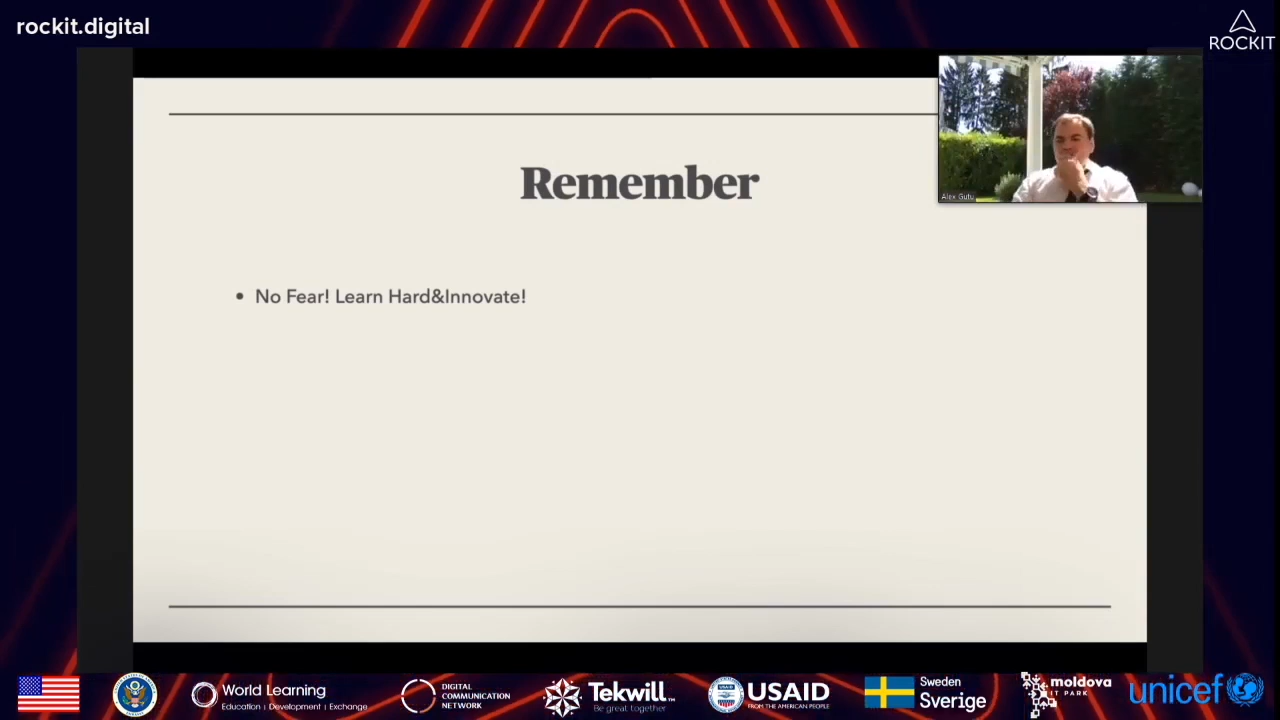 rockit.digital
ROCKIT
Remember
Alex Gutu
• No Fear! Learn Hard&Innovate!
World Learning
Education | Development | Exchange
DIGITAL
COMMUNICATION
NETWORK
Tekwill™
Be great together
USAID
FROM THE AMERICAN PEOPLE
Sweden
Sverige
moldova
IT PARK
unicef